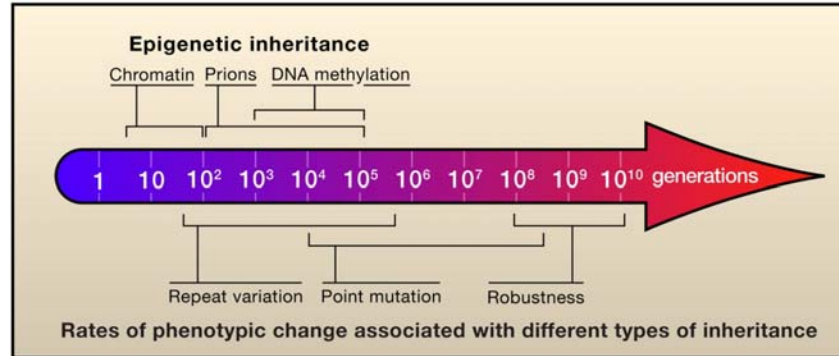 Epigenetic inheritance
Chromatin Prions DNA methylation
1 10 10² 10³ 10⁴ 10⁵ 10⁶ 10⁷ 10⁸ 10⁹ 10¹⁰ generations
Repeat variation Point mutation Robustness
Rates of phenotypic change associated with different types of inheritance